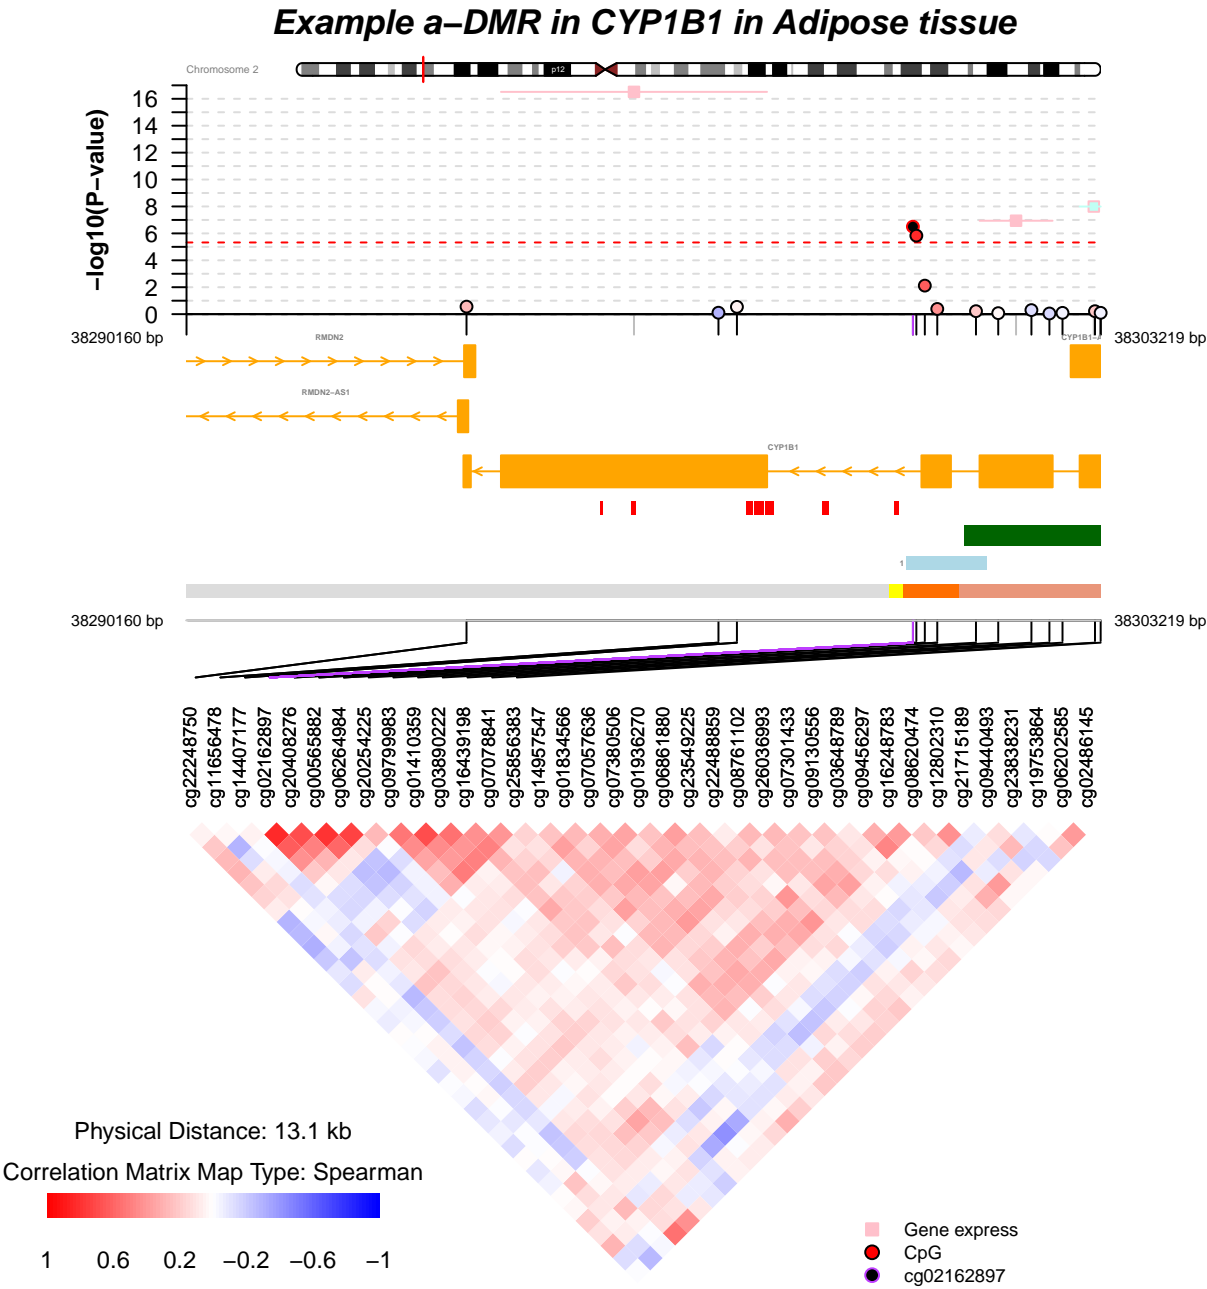 Example a–DMR in CYP1B1 in Adipose tissue
Chromosome 2
p12
−log10(P−value)
16
14
12
10
8
6
4
2
0
38290160 bp
38303219 bp
RMDN2
CYP1B1−A
RMDN2−AS1
CYP1B1
1
38290160 bp
38303219 bp
cg22248750
cg11656478
cg14407177
cg02162897
cg20408276
cg00565882
cg06264984
cg20254225
cg09799983
cg01410359
cg03890222
cg16439198
cg07078841
cg25856383
cg14957547
cg01834566
cg07057636
cg07380506
cg01936270
cg06861880
cg23549225
cg22488859
cg08761102
cg26036993
cg07301433
cg09130556
cg03648789
cg09456297
cg16248783
cg08620474
cg12802310
cg21715189
cg09440493
cg23838231
cg19753864
cg06202585
cg02486145
Physical Distance: 13.1 kb
Correlation Matrix Map Type: Spearman
1 0.6 0.2 −0.2 −0.6 −1
Gene express
CpG
cg02162897